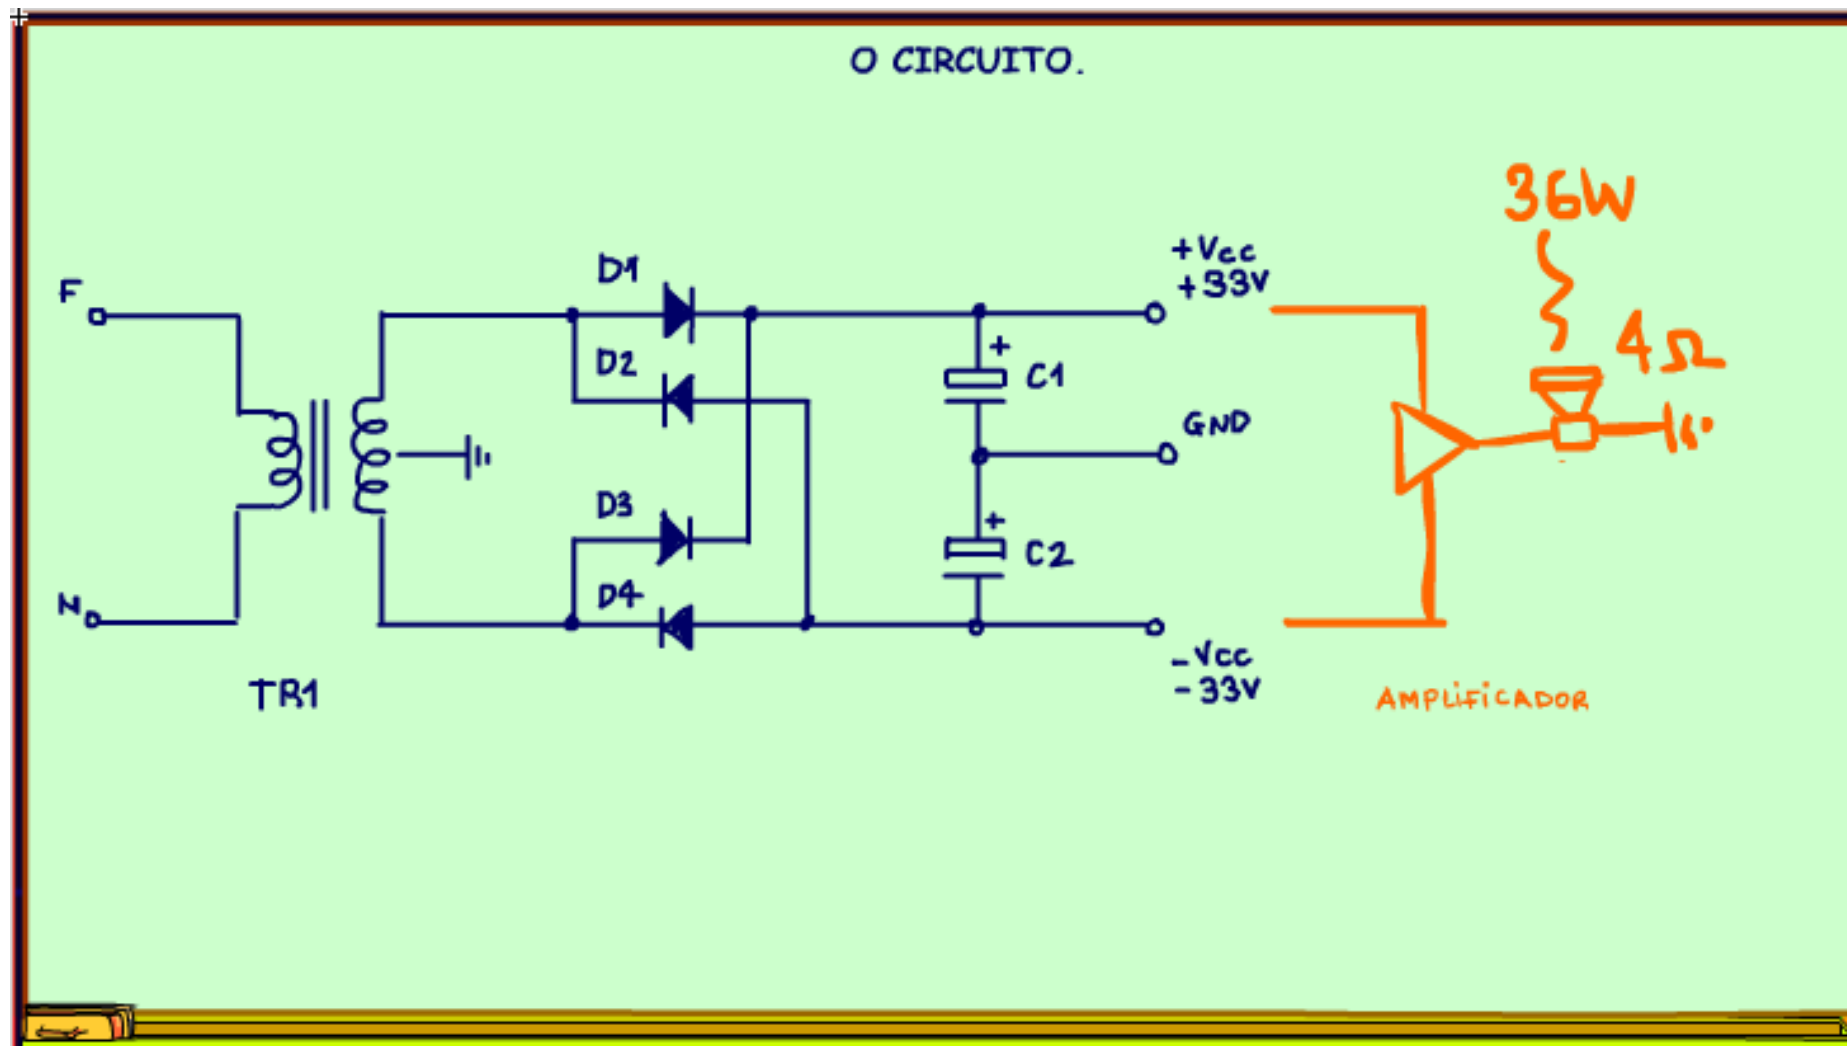 O CIRCUITO.
36W
+Vcc
+33V
D1
F
4Ω
D2
+
C1
GND
D3
+
C2
D4
N
-Vcc
-33V
TR1
AMPLIFICADOR